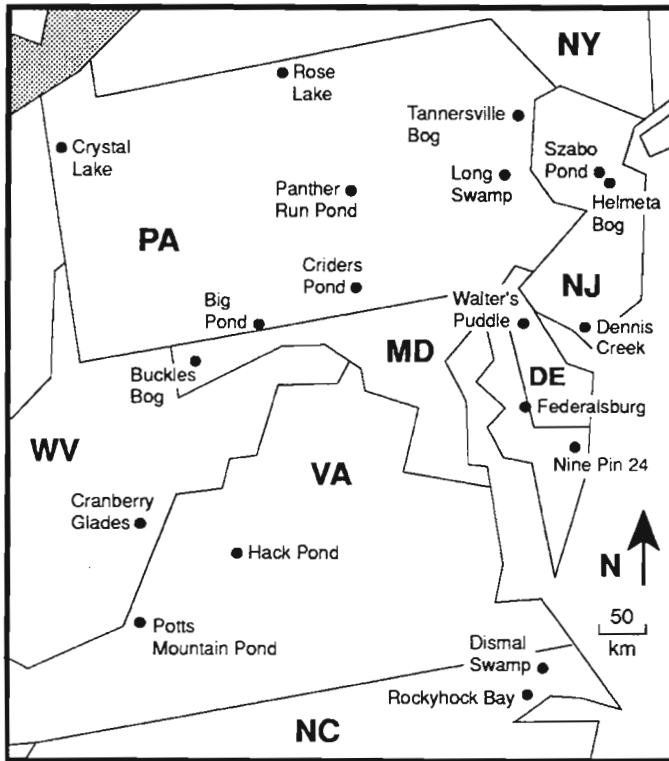 NY
Rose
Lake
Tannersville
Bog
Crystal
Lake
Szabo
Pond
Long
Swamp
Panther
Run Pond
Helmeta
Bog
PA
Criders
Pond
Big
Pond
Walter's
Puddle
NJ
Dennis
Creek
MD
Buckles
Bog
DE
Federalsburg
WV
Nine Pin 24
VA
Cranberry
Glades
Hack Pond
N
50
km
Potts
Mountain Pond
Dismal
Swamp
Rockyhock Bay
NC